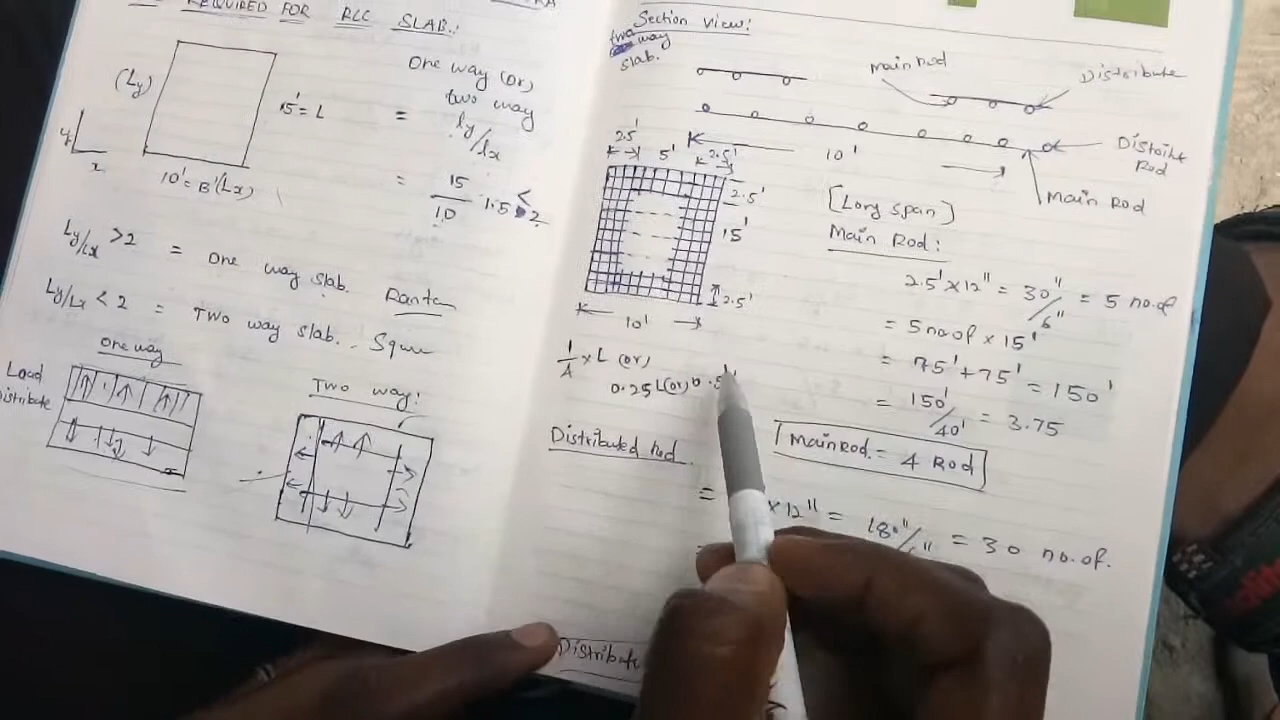 REQUIRED FOR RLC SLAB:
(Ly)
15' = L
y
x
10' = B'(Lx)
One way (or)
two way
= ly/lx
= 15/10 = 1.5 < 2
Ly/Lx > 2 = One way slab.
Ly/Lx < 2 = Two way slab.
One way
Load
Distribute
Two way:
Section view:
two way
slab.
Main Rod
Distribute
2.5'
5'
2.5'
10'
Distribt
Rod
Main Rod
2.5'
15'
2.5'
10'
[Long span]
Main Rod:
2.5' x 12" = 30"/6" = 5 no.of
= 5 no of x 15'
= 75' + 75' = 150'
= 150'/40' = 3.75
Main Rod. = 4 Rod
1/4 x L (or)
0.25 L (or)
Distributed Rod
=
x 12" = 180"/6" = 30 no.of.
Distribute